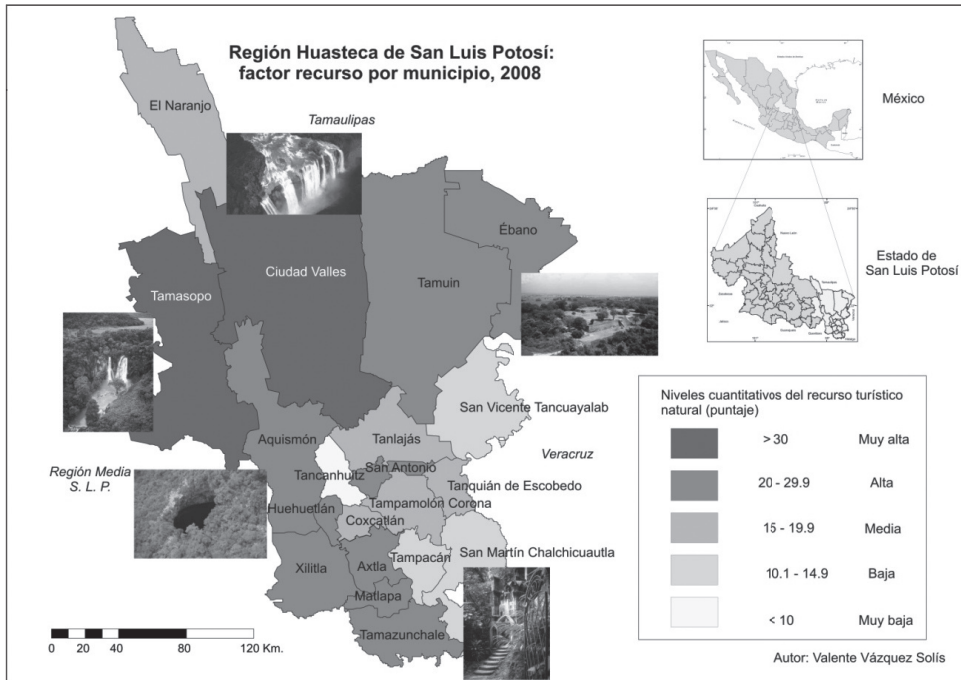 Región Huasteca de San Luis Potosí:
factor recurso por municipio, 2008
El Naranjo
Tamaulipas
Ébano
Ciudad Valles
Tamuin
Tamasopo
San Vicente Tancuayalab
Aquismón
Tanlajás
Veracruz
San Antonio
Tancanhuitz
Región Media
S. L. P.
Tanquián de Escobedo
Huehuetlán
Tampamolón Corona
Coxcatlán
San Martín Chalchicuautla
Tampacán
Xilitla
Axtla
Matlapa
Tamazunchale
0 20 40 80 120 Km.
México
Estado de
San Luis Potosí
Niveles cuantitativos del recurso turístico
natural (puntaje)
> 30 Muy alta
20 - 29.9 Alta
15 - 19.9 Media
10.1 - 14.9 Baja
< 10 Muy baja
Autor: Valente Vázquez Solís